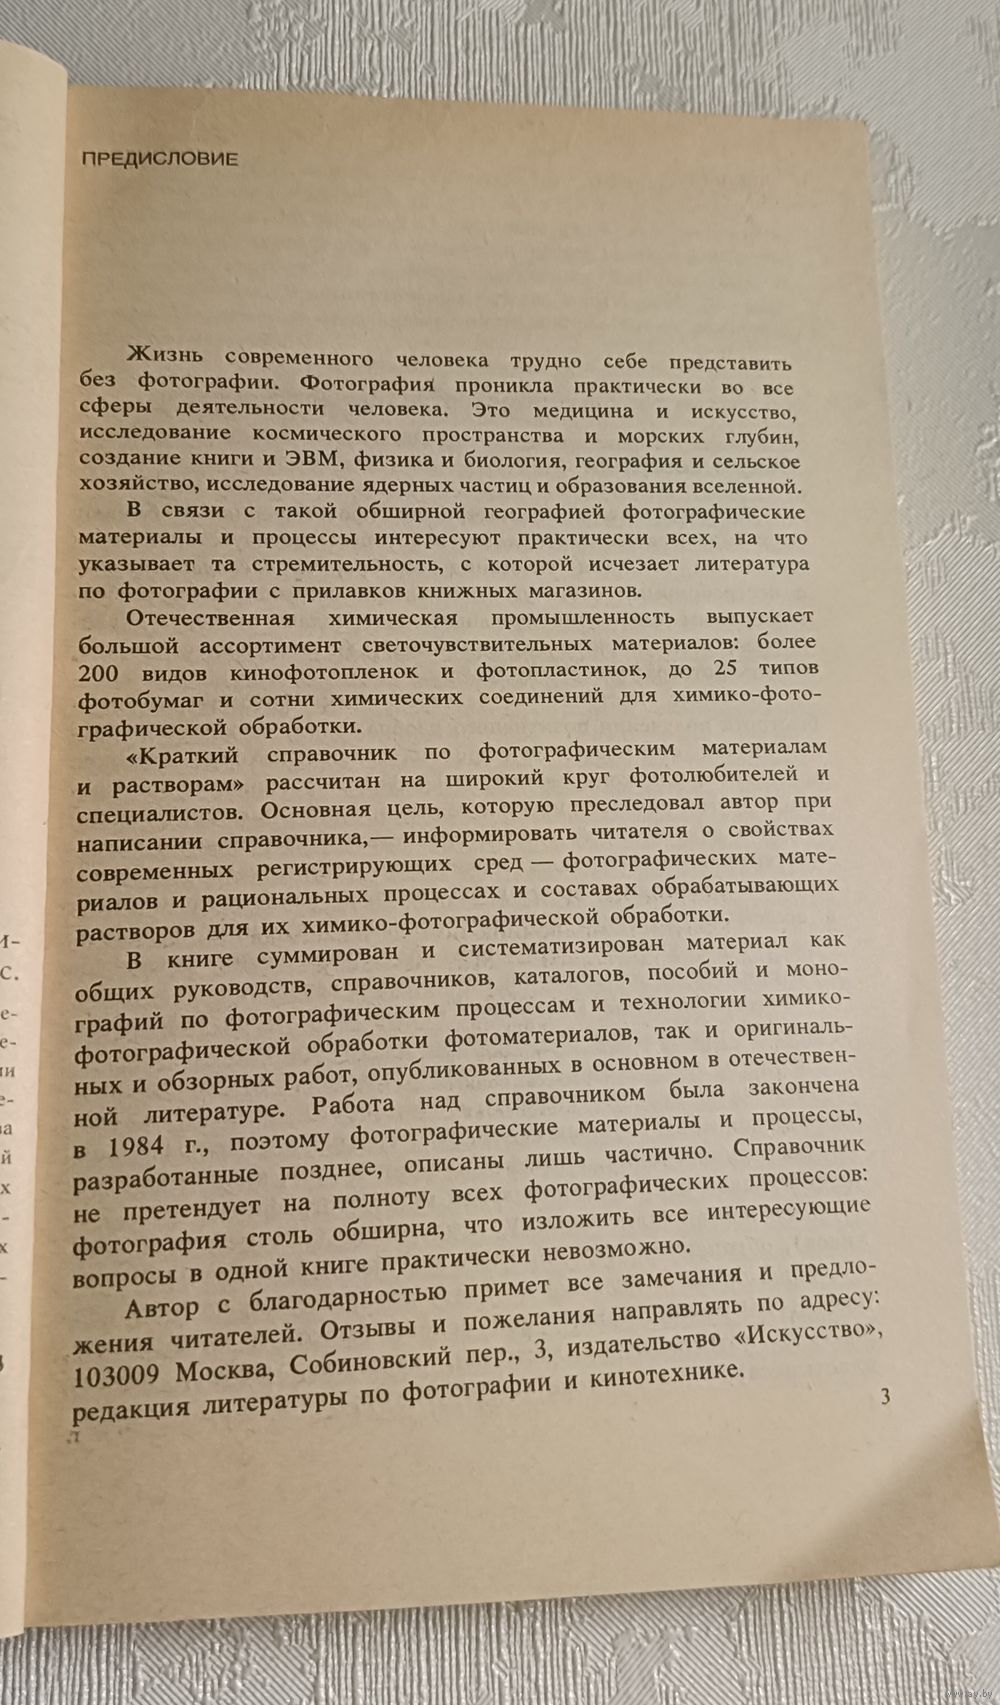 ПРЕДИСЛОВИЕ
Жизнь современного человека трудно себе представить
без фотографии. Фотография проникла практически во все
сферы деятельности человека. Это медицина и искусство,
исследование космического пространства и морских глубин,
создание книги и ЭВМ, физика и биология, география и сельское
хозяйство, исследование ядерных частиц и образования вселенной.
В связи с такой обширной географией фотографические
материалы и процессы интересуют практически всех, на что
указывает та стремительность, с которой исчезает литература
по фотографии с прилавков книжных магазинов.
Отечественная химическая промышленность выпускает
большой ассортимент светочувствительных материалов: более
200 видов кинофотопленок и фотопластинок, до 25 типов
фотобумаг и сотни химических соединений для химико-фото-
графической обработки.
«Краткий справочник по фотографическим материалам
и растворам» рассчитан на широкий круг фотолюбителей и
специалистов. Основная цель, которую преследовал автор при
написании справочника,— информировать читателя о свойствах
современных регистрирующих сред — фотографических мате-
риалов и рациональных процессах и составах обрабатывающих
растворов для их химико-фотографической обработки.
В книге суммирован и систематизирован материал как
общих руководств, справочников, каталогов, пособий и моно-
графий по фотографическим процессам и технологии химико-
фотографической обработки фотоматериалов, так и оригиналь-
ных и обзорных работ, опубликованных в основном в отечествен-
ной литературе. Работа над справочником была закончена
в 1984 г., поэтому фотографические материалы и процессы,
разработанные позднее, описаны лишь частично. Справочник
не претендует на полноту всех фотографических процессов:
фотография столь обширна, что изложить все интересующие
вопросы в одной книге практически невозможно.
Автор с благодарностью примет все замечания и предло-
жения читателей. Отзывы и пожелания направлять по адресу:
103009 Москва, Собиновский пер., 3, издательство «Искусство»,
редакция литературы по фотографии и кинотехнике.
3
www.ay.by